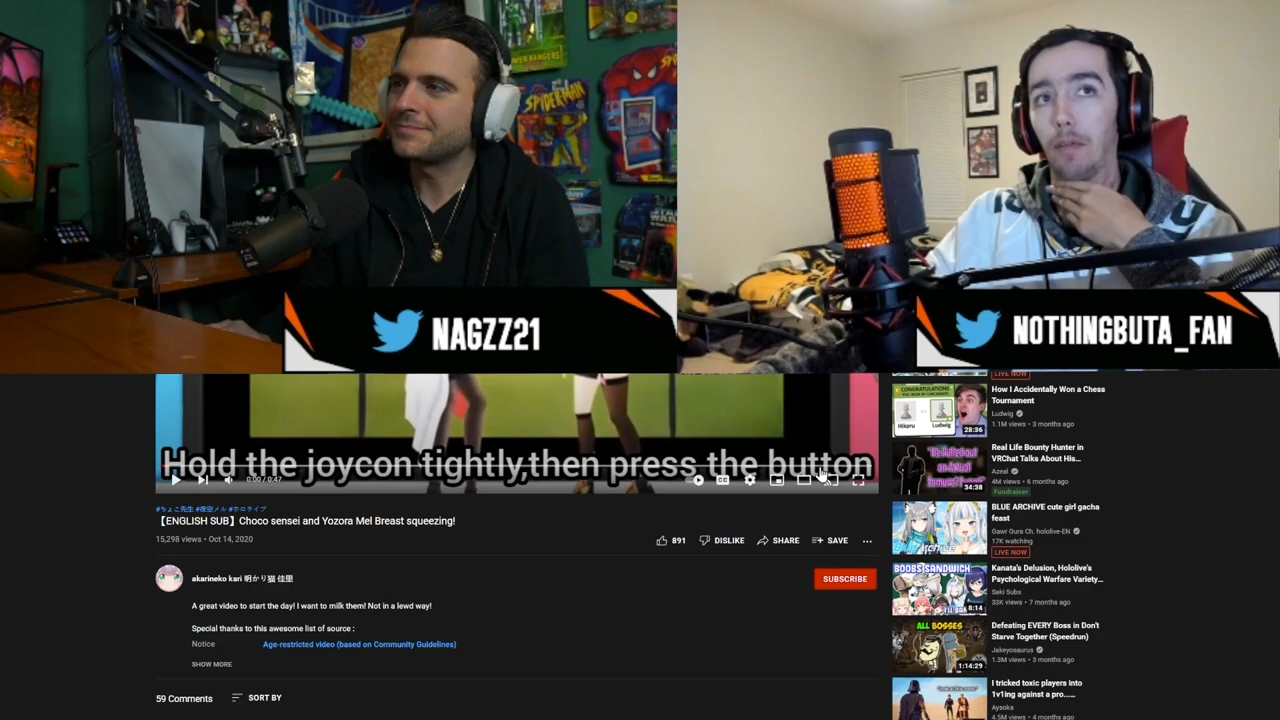 POWER RANGERS
SPIDER-MAN
STAR WARS
NAGZZ21
NOTHINGBUTA_FAN
Hold the joycon tightly,then press the button
0:00 / 0:47
#ちょこ先生 #夜空メル #ホロライブ
【ENGLISH SUB】Choco sensei and Yozora Mel Breast squeezing!
15,298 views • Oct 14, 2020
891
DISLIKE
SHARE
SAVE
akarineko kari 明かり猫 佳里
SUBSCRIBE
A great video to start the day! I want to milk them! Not in a lewd way!
Special thanks to this awesome list of source :
Notice
Age-restricted video (based on Community Guidelines)
SHOW MORE
59 Comments
SORT BY
LIVE NOW
CONGRATULATIONS
Hikaru
Ludwig
28:36
How I Accidentally Won a Chess
Tournament
Ludwig
1.1M views • 3 months ago
34:38
Real Life Bounty Hunter in
VRChat Talks About His...
Azeal
4M views • 6 months ago
Fundraiser
BLUE ARCHIVE cute girl gacha
feast
Gawr Gura Ch. hololive-EN
17K watching
LIVE NOW
BOOBS SANDWICH
8:14
Kanata's Delusion, Hololive's
Psychological Warfare Variety...
Saki Subs
33K views • 7 months ago
ALL BOSSES
1:14:29
Defeating EVERY Boss in Don't
Starve Together (Speedrun)
Jakeyosaurus
1.3M views • 3 months ago
I tricked toxic players into
1v1ing against a pro.....
Aysoka
4.5M views • 4 months ago